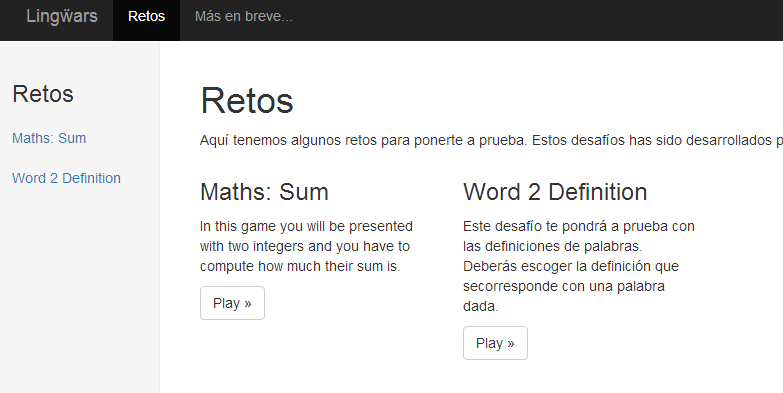 Lingẅars Retos Más en breve...
Retos
Maths: Sum
Word 2 Definition
Retos
Aquí tenemos algunos retos para ponerte a prueba. Estos desafíos has sido desarrollados p
Maths: Sum
In this game you will be presented
with two integers and you have to
compute how much their sum is.
Play »
Word 2 Definition
Este desafío te pondrá a prueba con
las definiciones de palabras.
Deberás escoger la definición que
secorresponde con una palabra
dada.
Play »